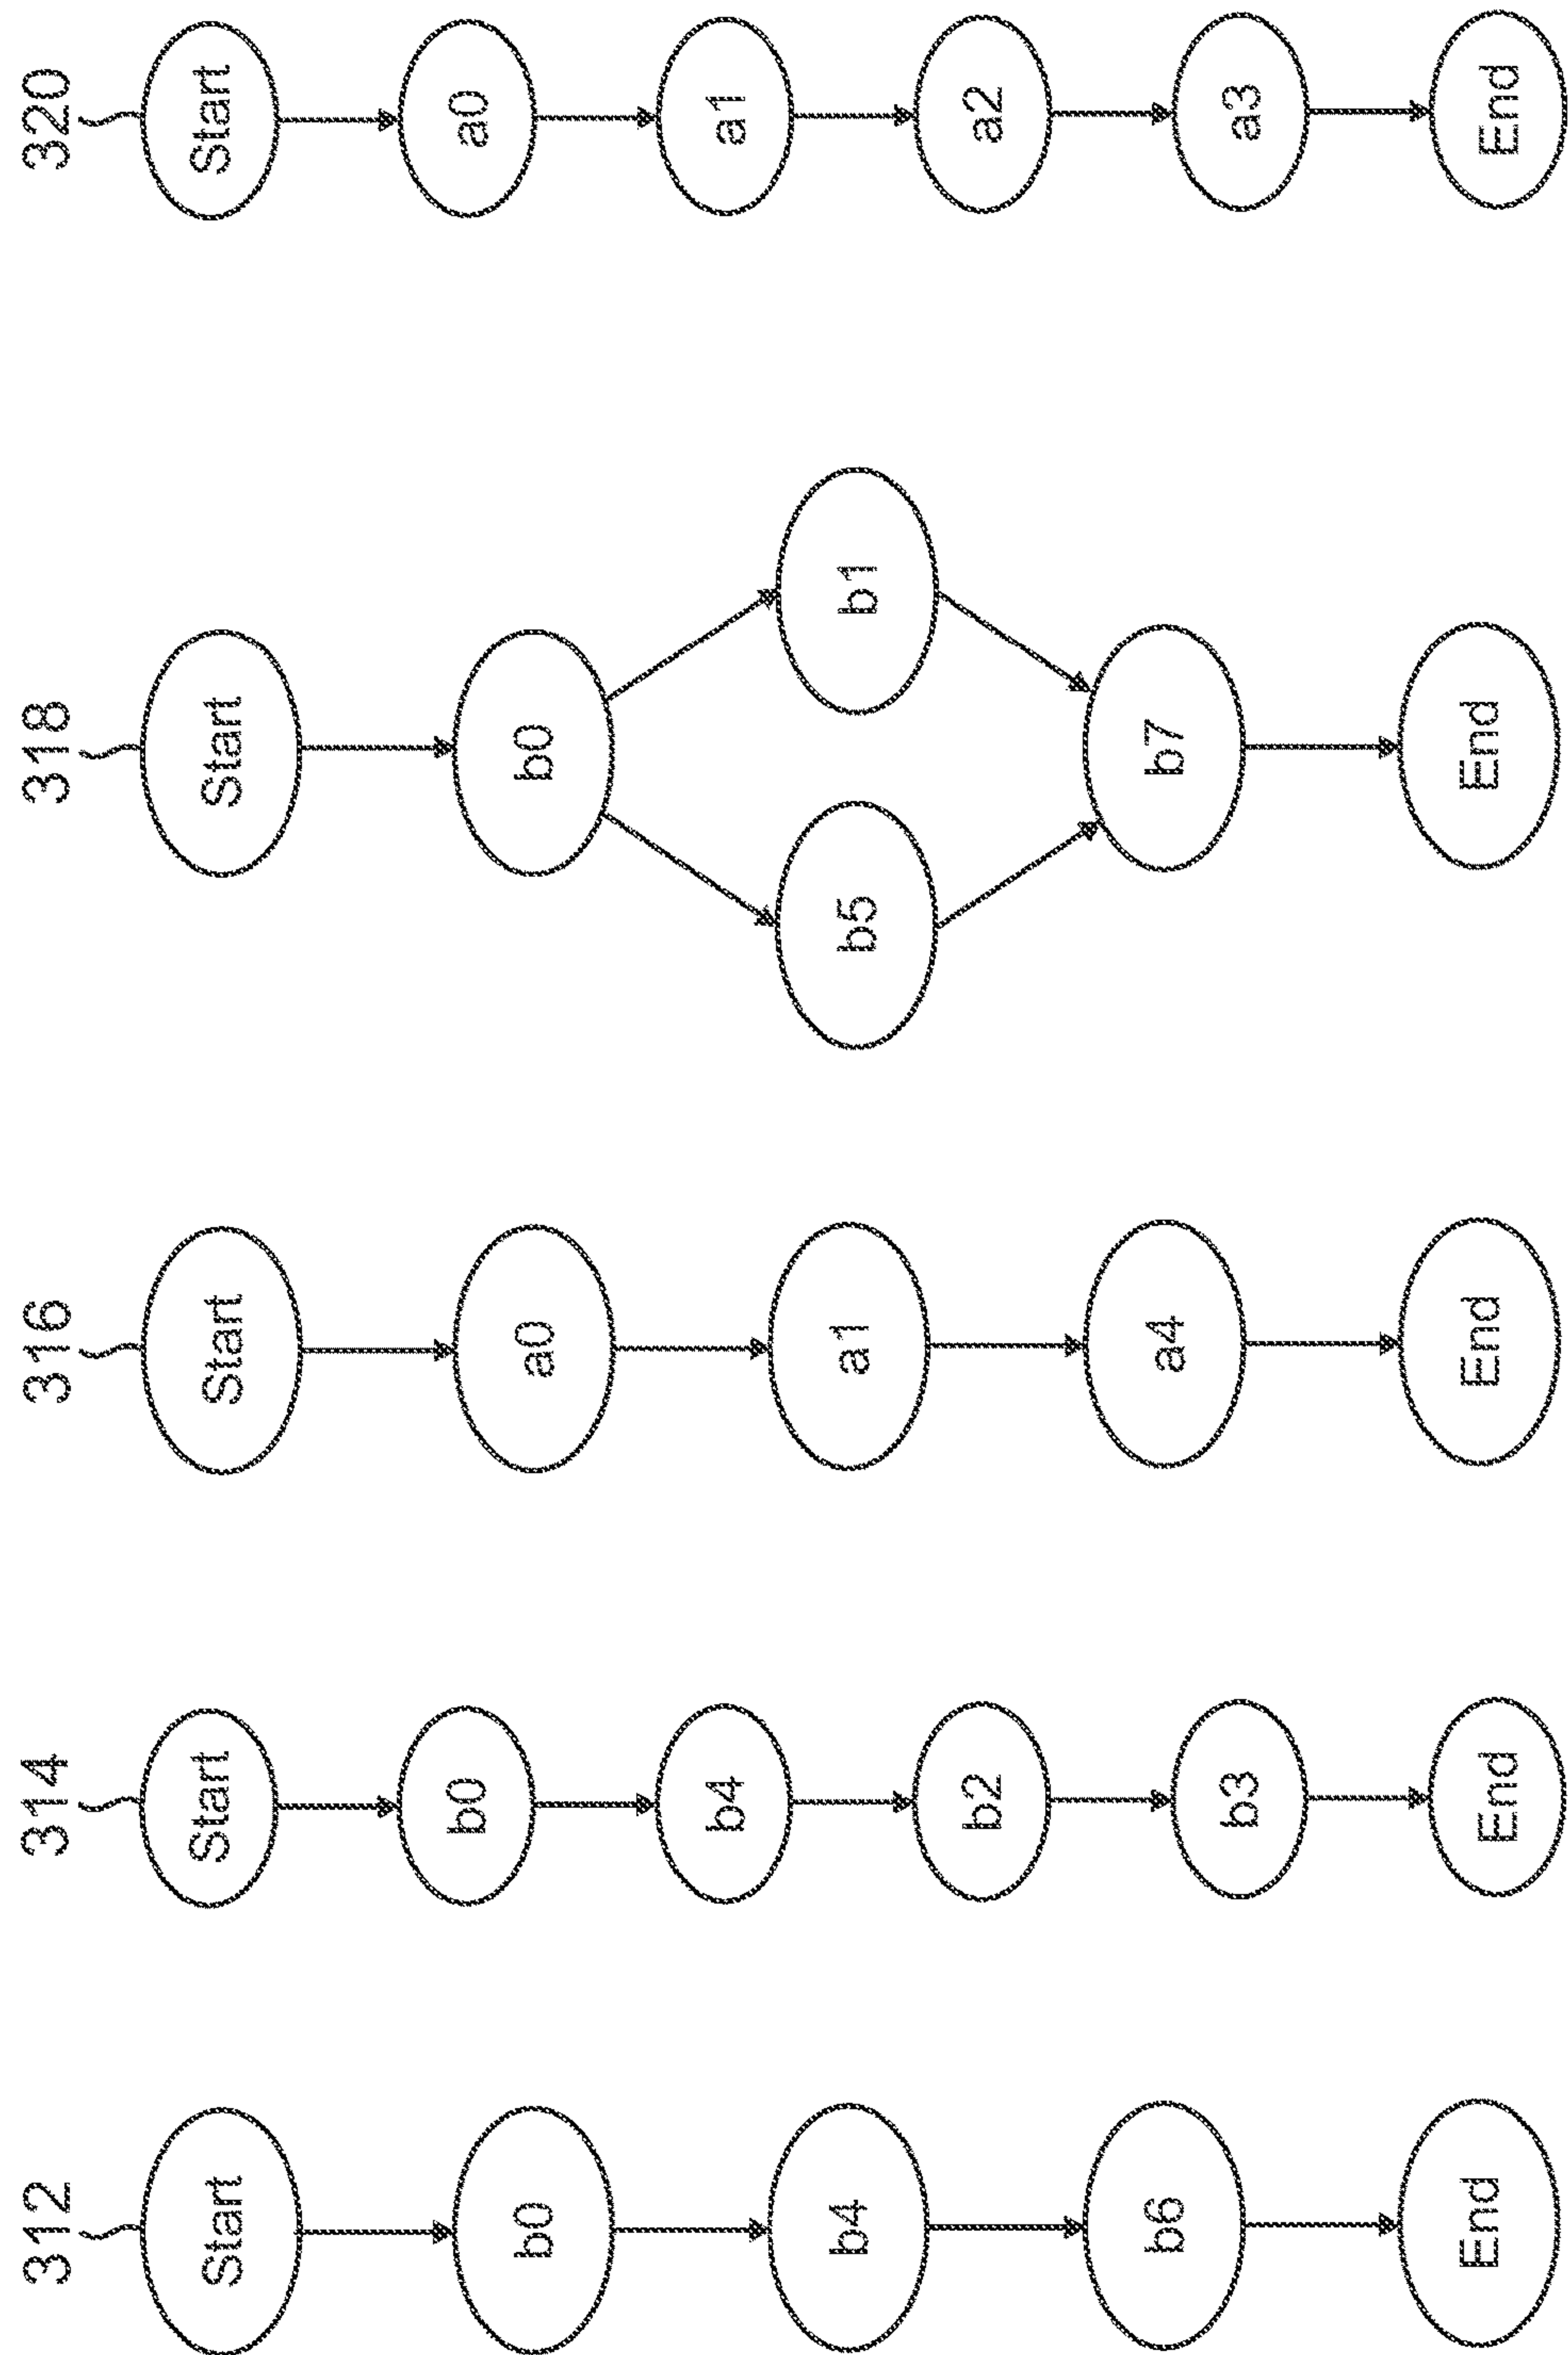 312
Start
b0
b4
b6
End
314
Start
b0
b4
b2
b3
End
316
Start
a0
a1
a4
End
318
Start
b0
b5
b1
b7
End
320
Start
a0
a1
a2
a3
End